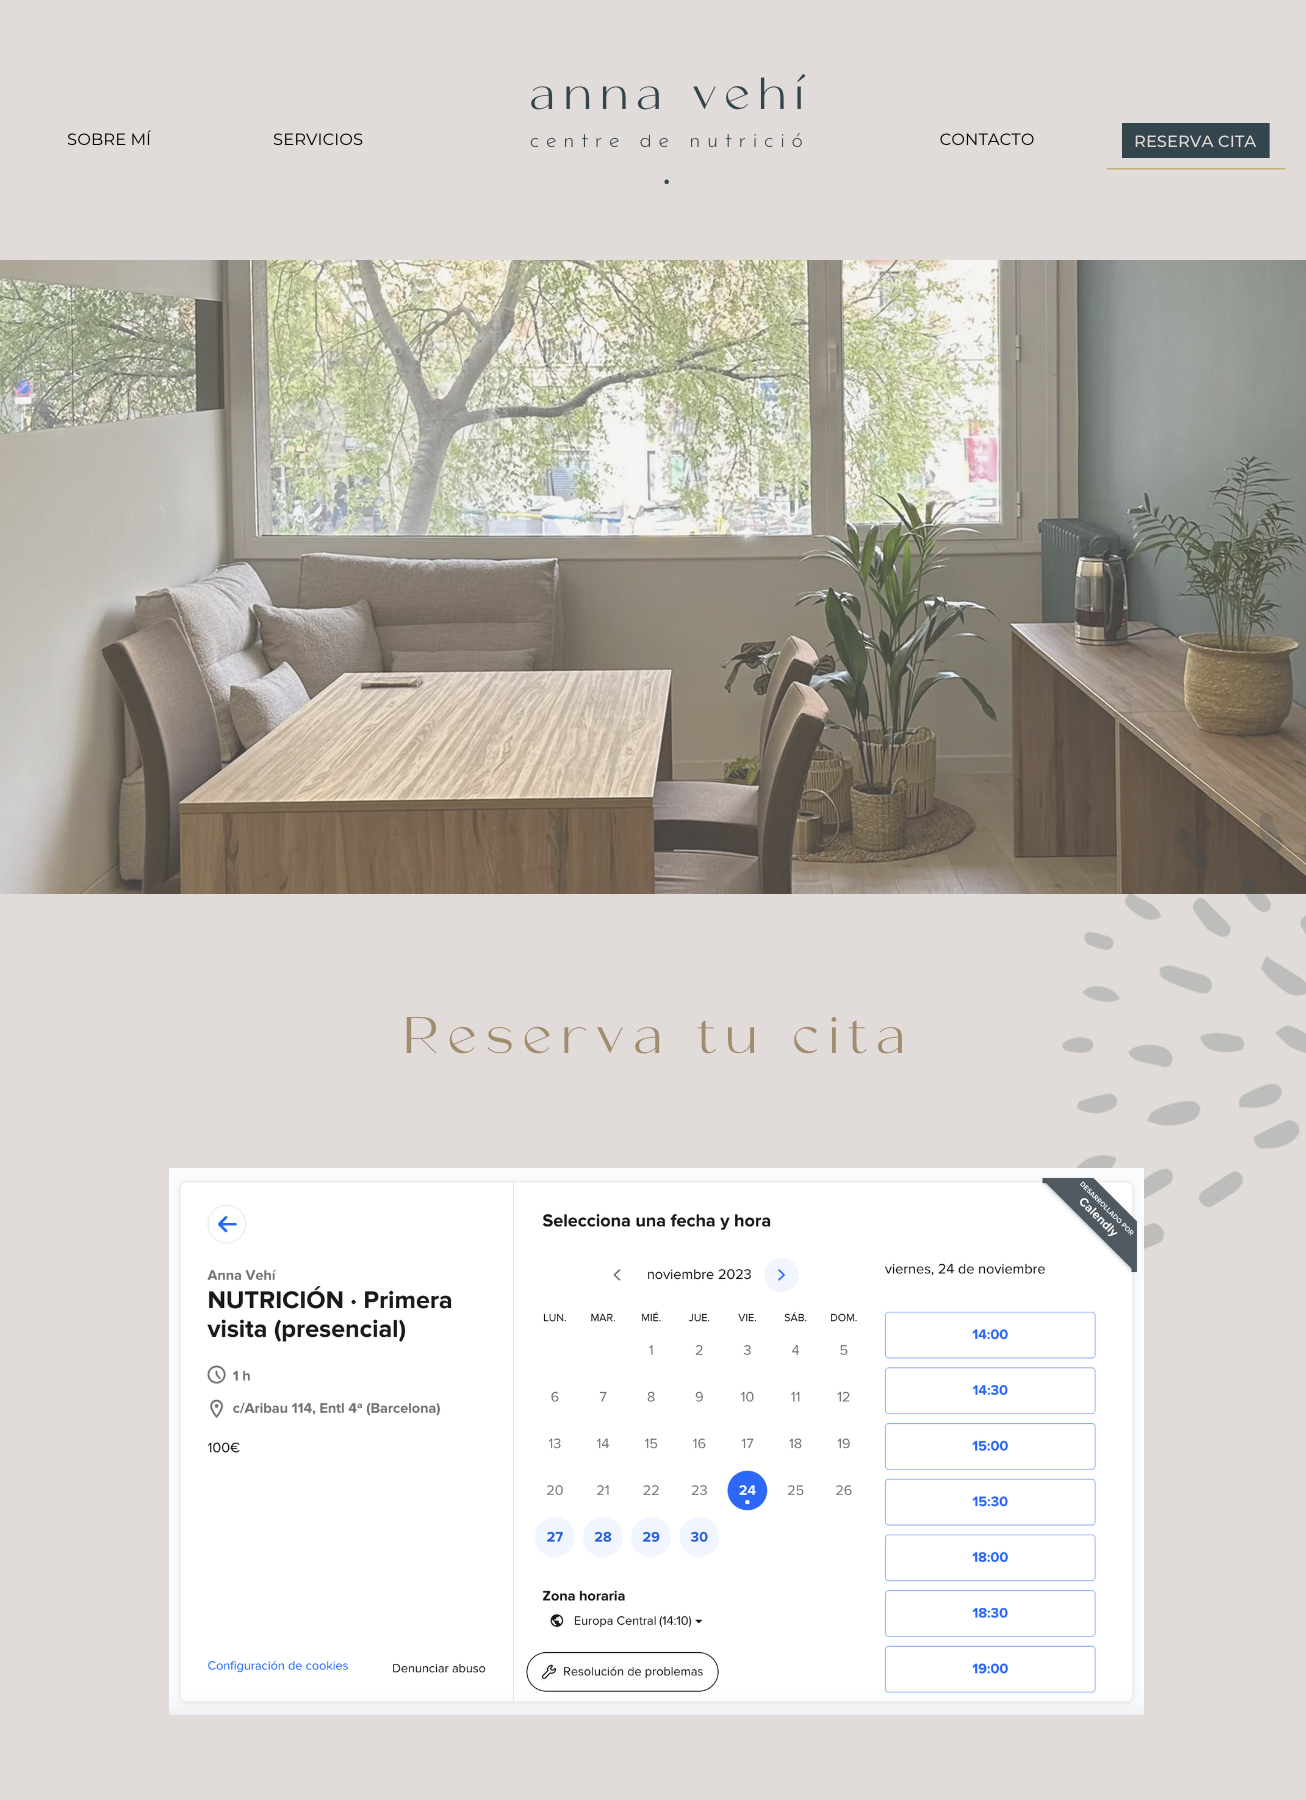 anna vehí
centre de nutrició
SOBRE MÍ
SERVICIOS
CONTACTO
RESERVA CITA
Reserva tu cita
Anna Vehí
NUTRICIÓN · Primera
visita (presencial)
1 h
c/Aribau 114, Entl 4ª (Barcelona)
100€
Configuración de cookies
Denunciar abuso
Selecciona una fecha y hora
noviembre 2023
LUN. MAR. MIÉ. JUE. VIE. SÁB. DOM.
1 2 3 4 5
6 7 8 9 10 11 12
13 14 15 16 17 18 19
20 21 22 23 24 25 26
27 28 29 30
Zona horaria
Europa Central (14:10)
Resolución de problemas
DESARROLLADO POR
Calendly
viernes, 24 de noviembre
14:00
14:30
15:00
15:30
18:00
18:30
19:00